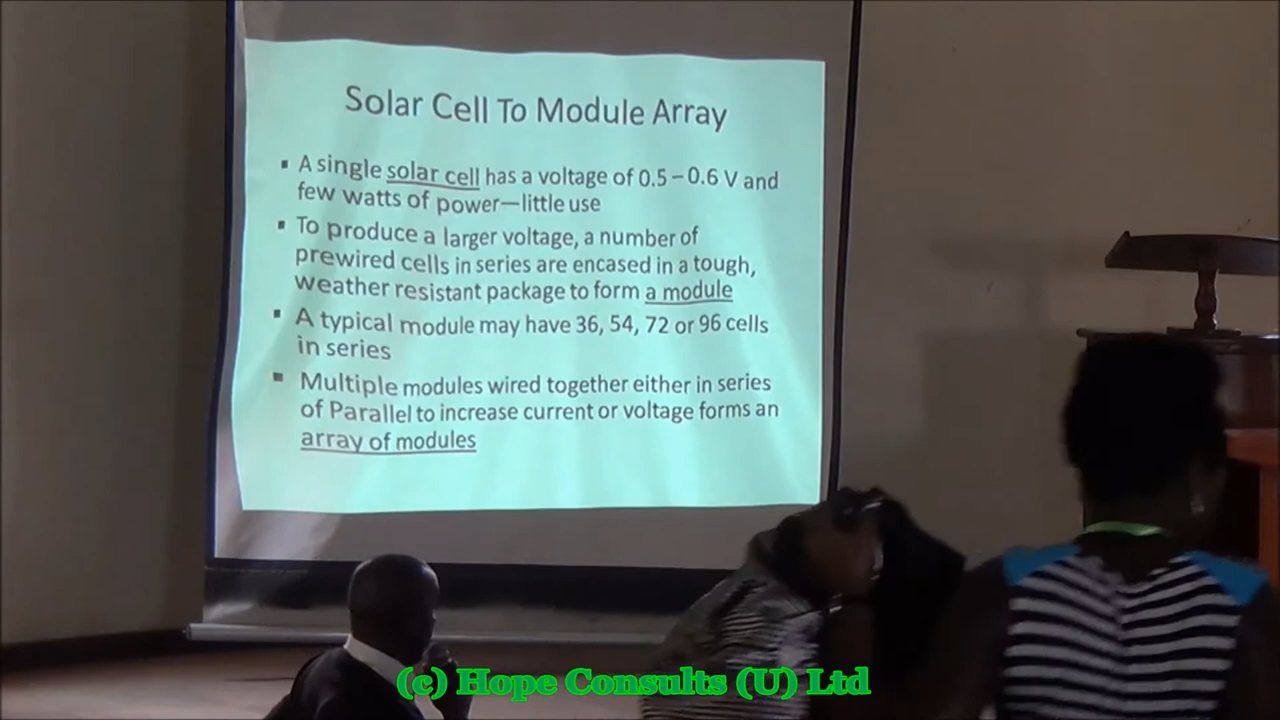 Solar Cell To Module Array
▪ A single solar cell has a voltage of 0.5 – 0.6 V and
few watts of power—little use
▪ To produce a larger voltage, a number of
prewired cells in series are encased in a tough,
weather resistant package to form a module
▪ A typical module may have 36, 54, 72 or 96 cells
in series
▪ Multiple modules wired together either in series
of Parallel to increase current or voltage forms an
array of modules
(c) Hope Consults (U) Ltd